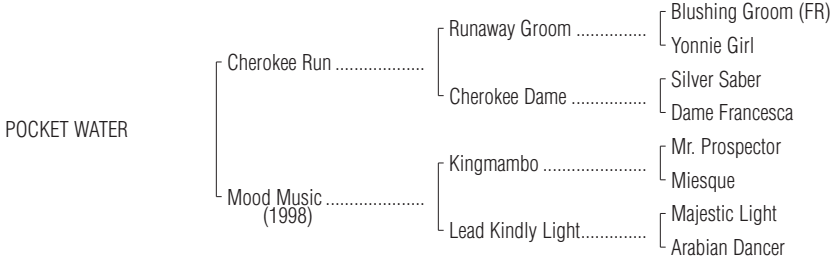 Blushing Groom (FR)
Runaway Groom ...............
Yonnie Girl
Cherokee Run ...................
Silver Saber
Cherokee Dame ................
Dame Francesca
POCKET WATER
Mr. Prospector
Kingmambo ......................
Miesque
Mood Music .....................
(1998)
Majestic Light
Lead Kindly Light..............
Arabian Dancer